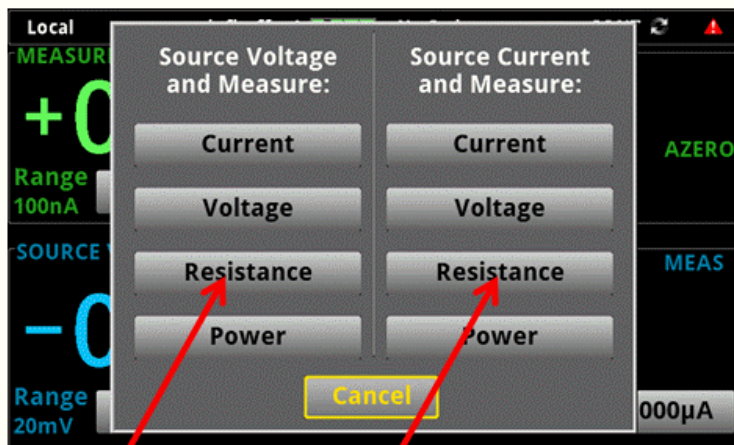 Local
MEASUR
Source Voltage
and Measure:
Source Current
and Measure:
+0
Current
Current
AZERO
Range
100nA
Voltage
Voltage
SOURCE
Resistance
Resistance
MEAS
-0
Power
Power
Range
20mV
Cancel
000µA